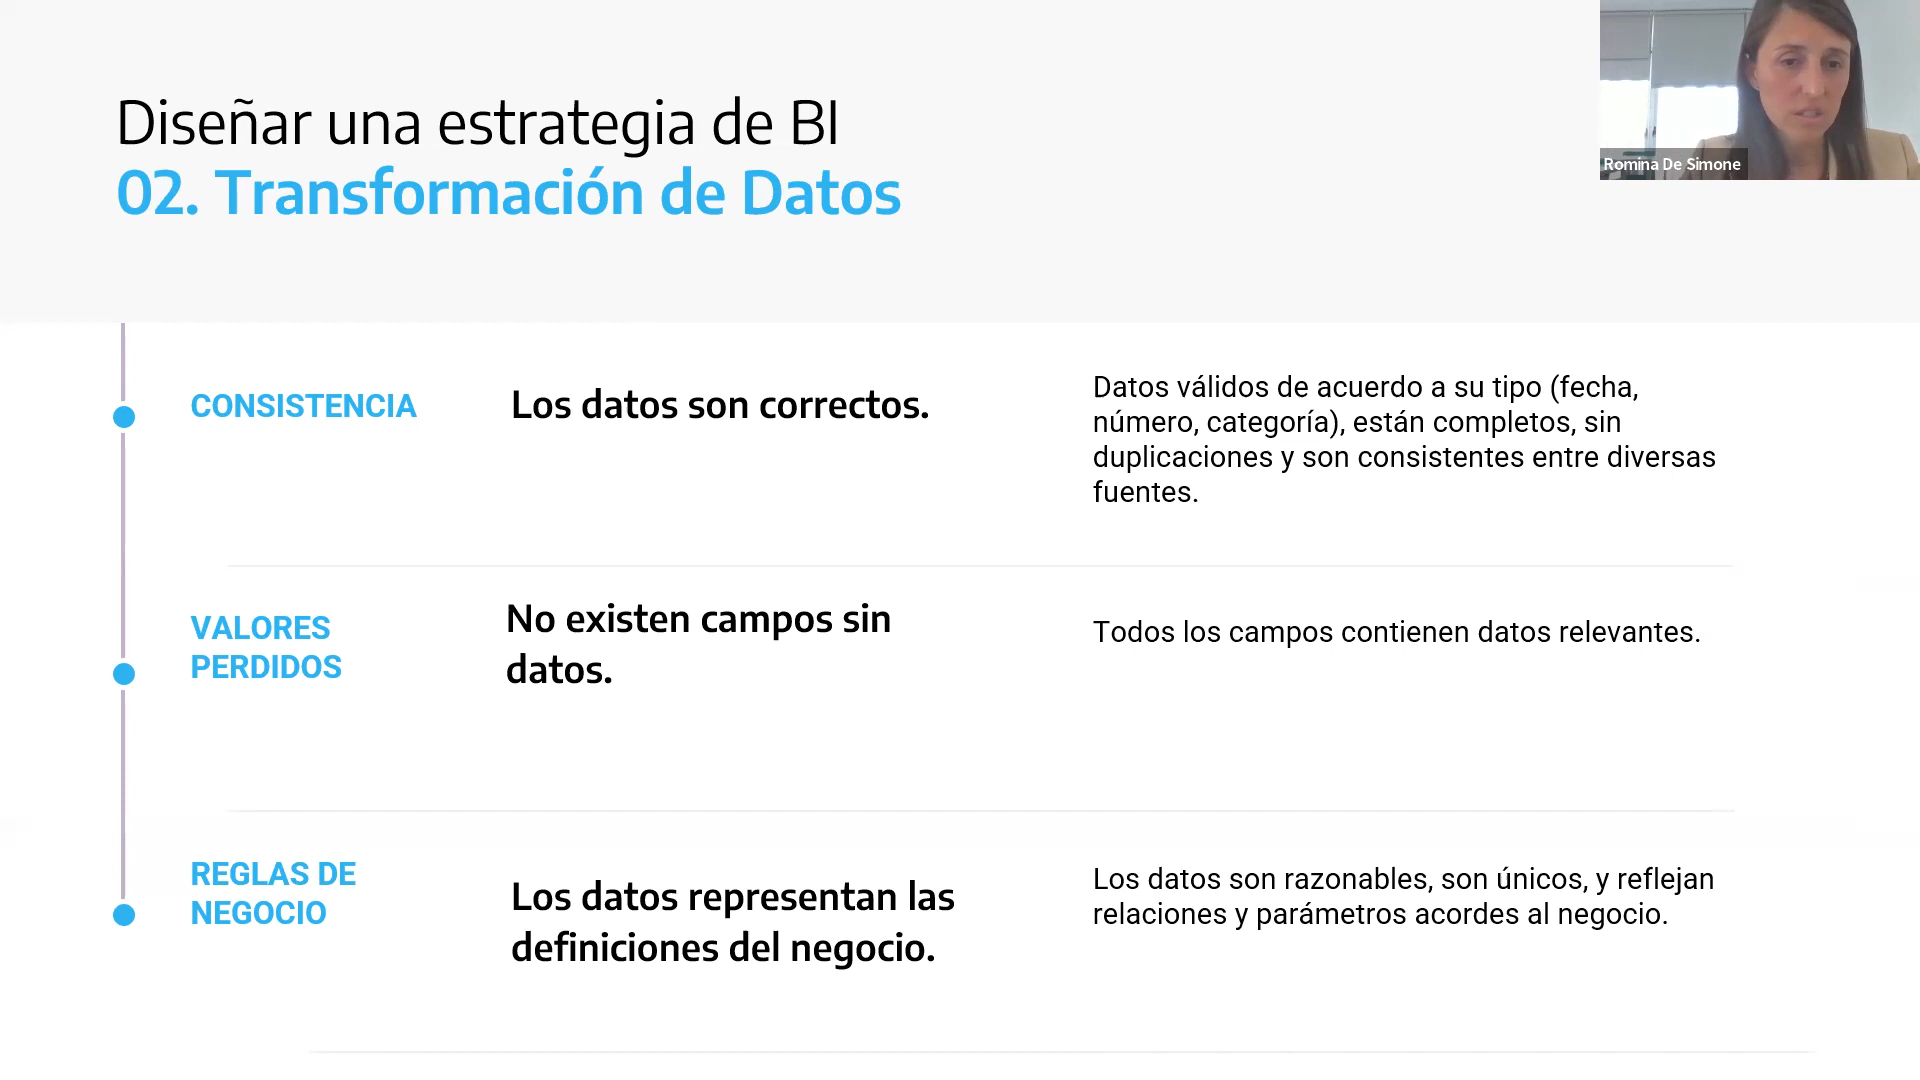 Diseñar una estrategia de BI
02. Transformación de Datos
Romina De Simone
CONSISTENCIA
Los datos son correctos.
Datos válidos de acuerdo a su tipo (fecha,
número, categoría), están completos, sin
duplicaciones y son consistentes entre diversas
fuentes.
VALORES
PERDIDOS
No existen campos sin
datos.
Todos los campos contienen datos relevantes.
REGLAS DE
NEGOCIO
Los datos representan las
definiciones del negocio.
Los datos son razonables, son únicos, y reflejan
relaciones y parámetros acordes al negocio.